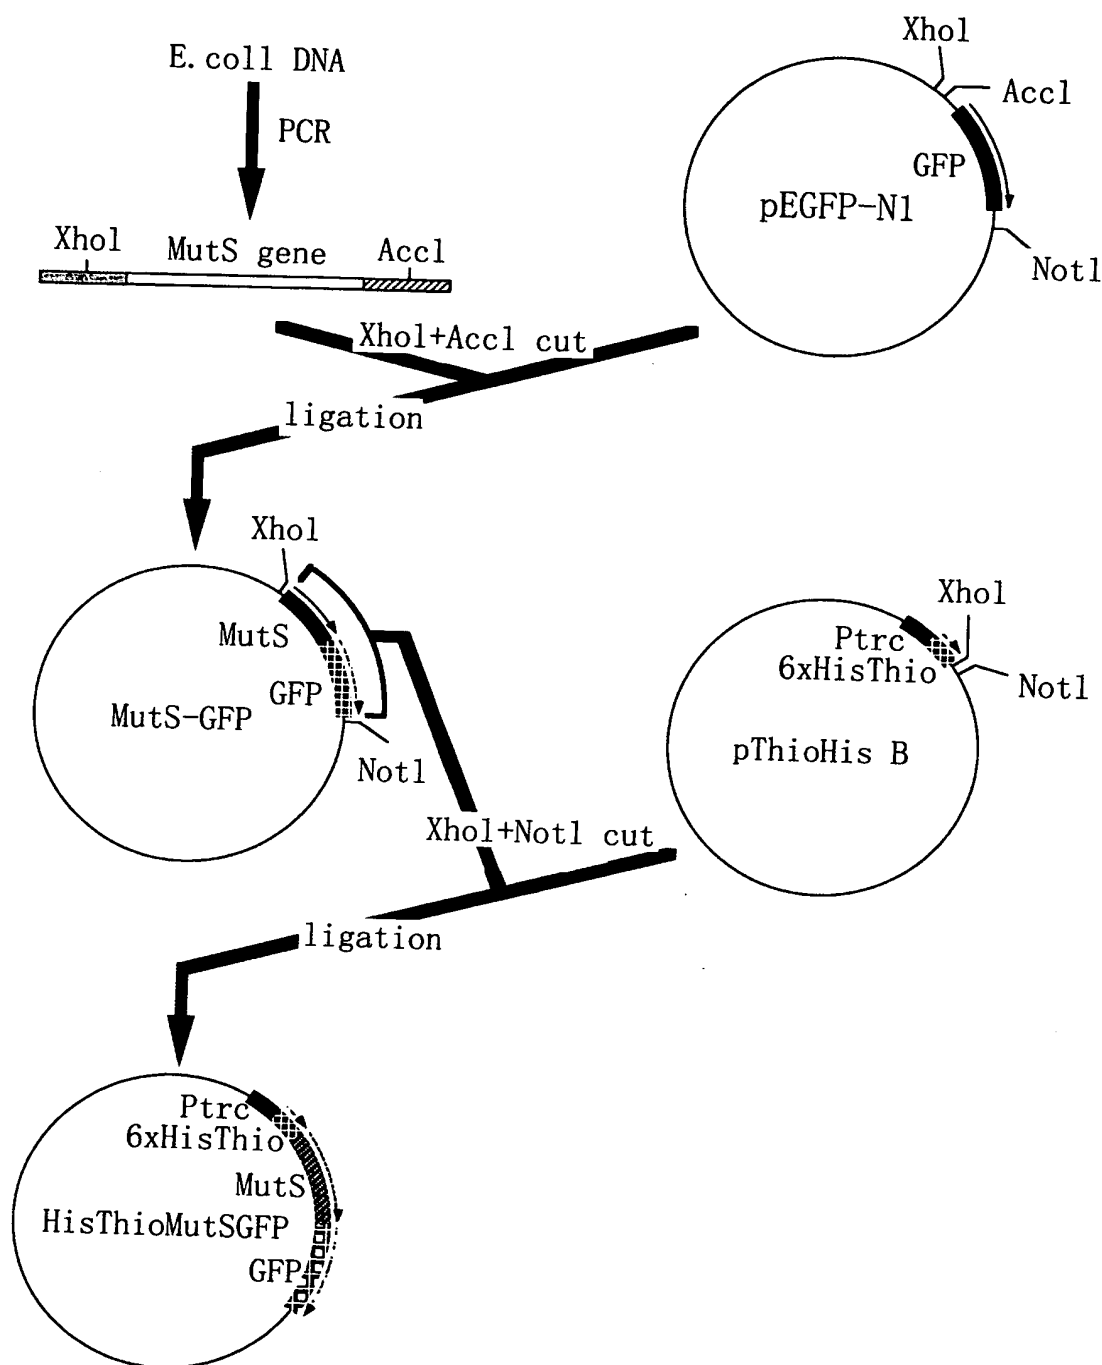 E.coll DNA
PCR
Xhol
MutS gene
Accl
Xhol
Accl
GFP
pEGFP-N1
Notl
Xhol+Accl cut
ligation
Xhol
MutS
GFP
MutS-GFP
Notl
Xhol
Ptrc
6xHisThio
Notl
pThioHis B
Xhol+Notl cut
ligation
Ptrc
6xHisThio
MutS
HisThioMutSGFP
GFP